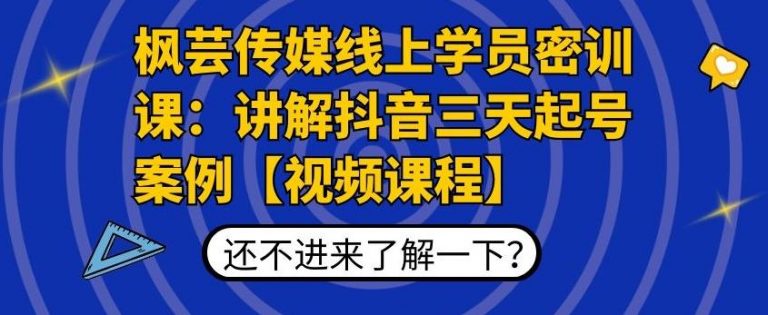 枫芸传媒线上学员密训
课：讲解抖音三天起号
案例【视频课程】
还不进来了解一下？